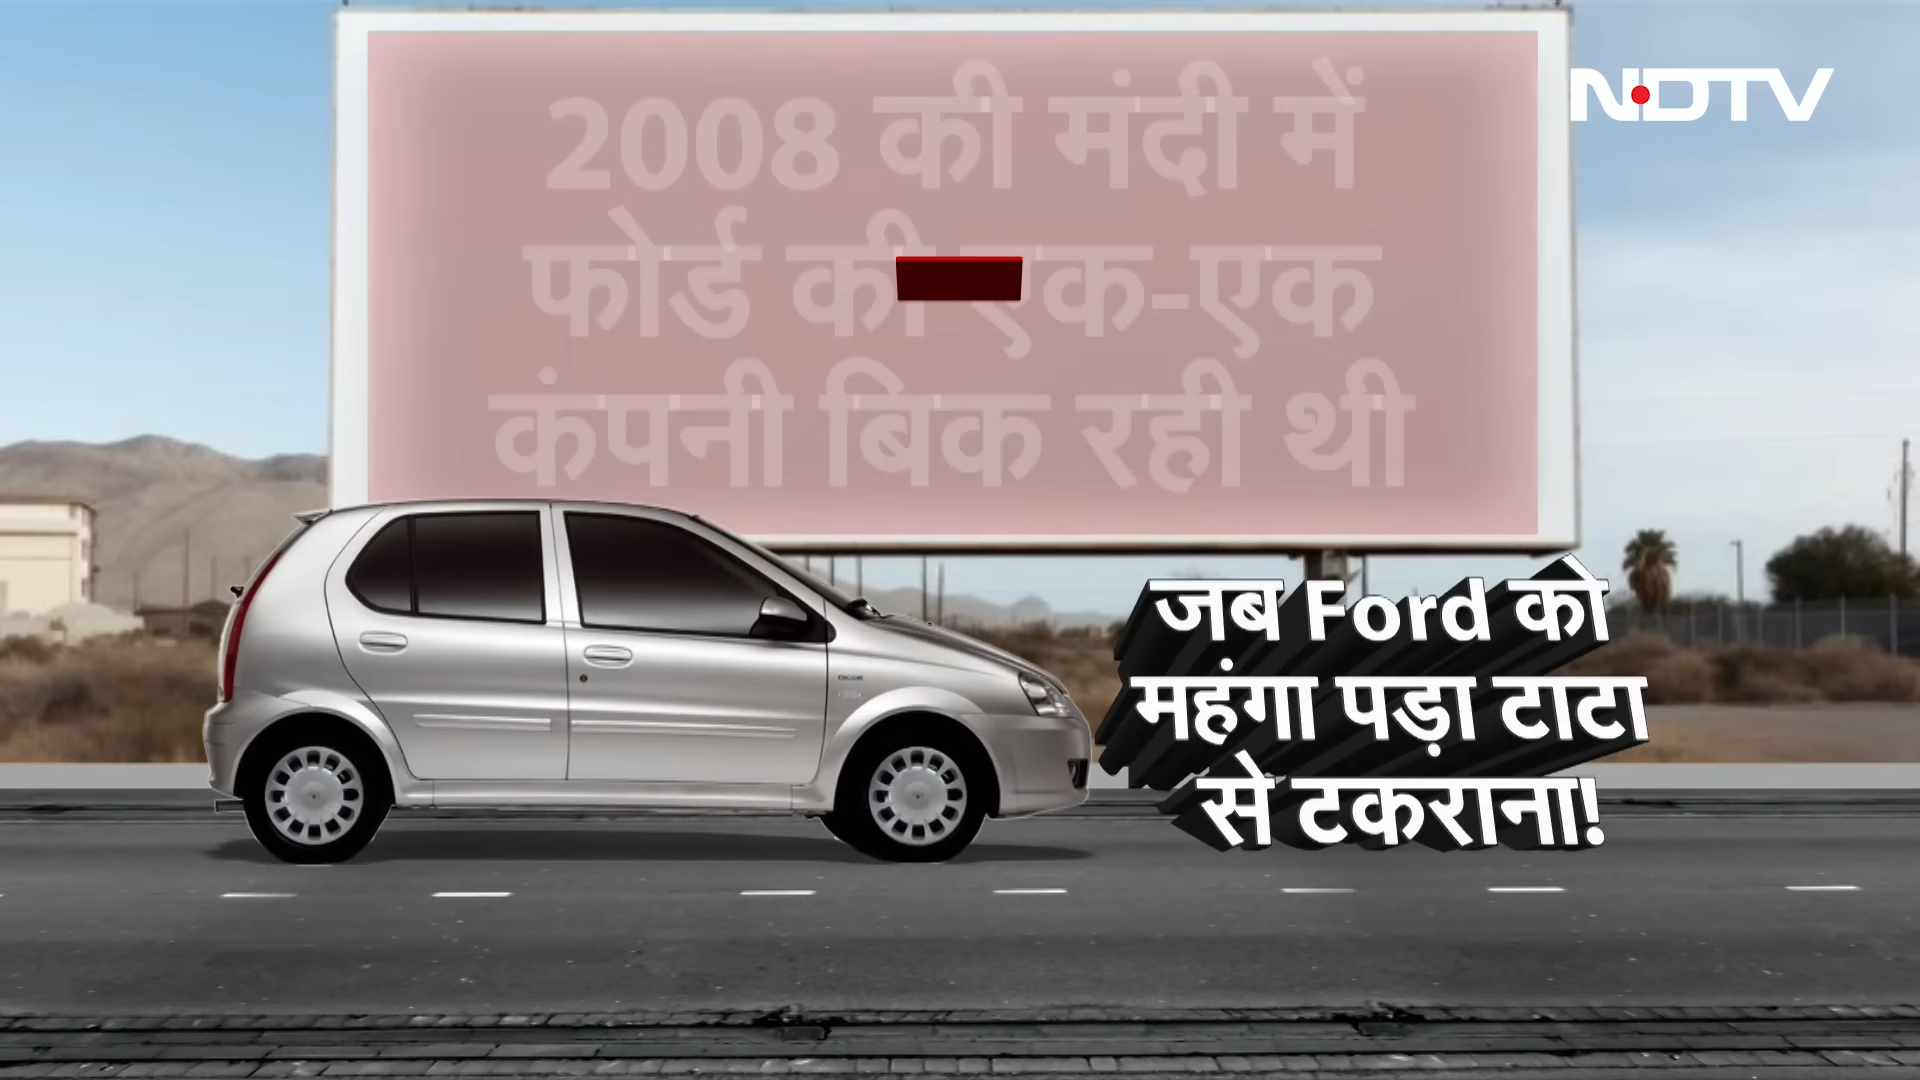 2008 की मंदी में
फोर्ड की एक-एक
कंपनी बिक रही थी
NDTV
जब Ford को
महंगा पड़ा टाटा
से टकराना!